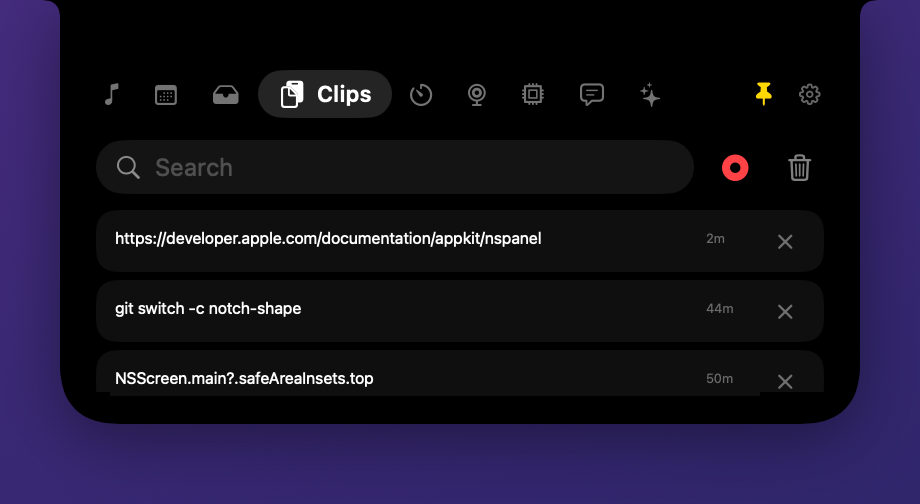 Clips
Search
https://developer.apple.com/documentation/appkit/nspanel 2m
git switch -c notch-shape 44m
NSScreen.main?.safeAreaInsets.top 50m